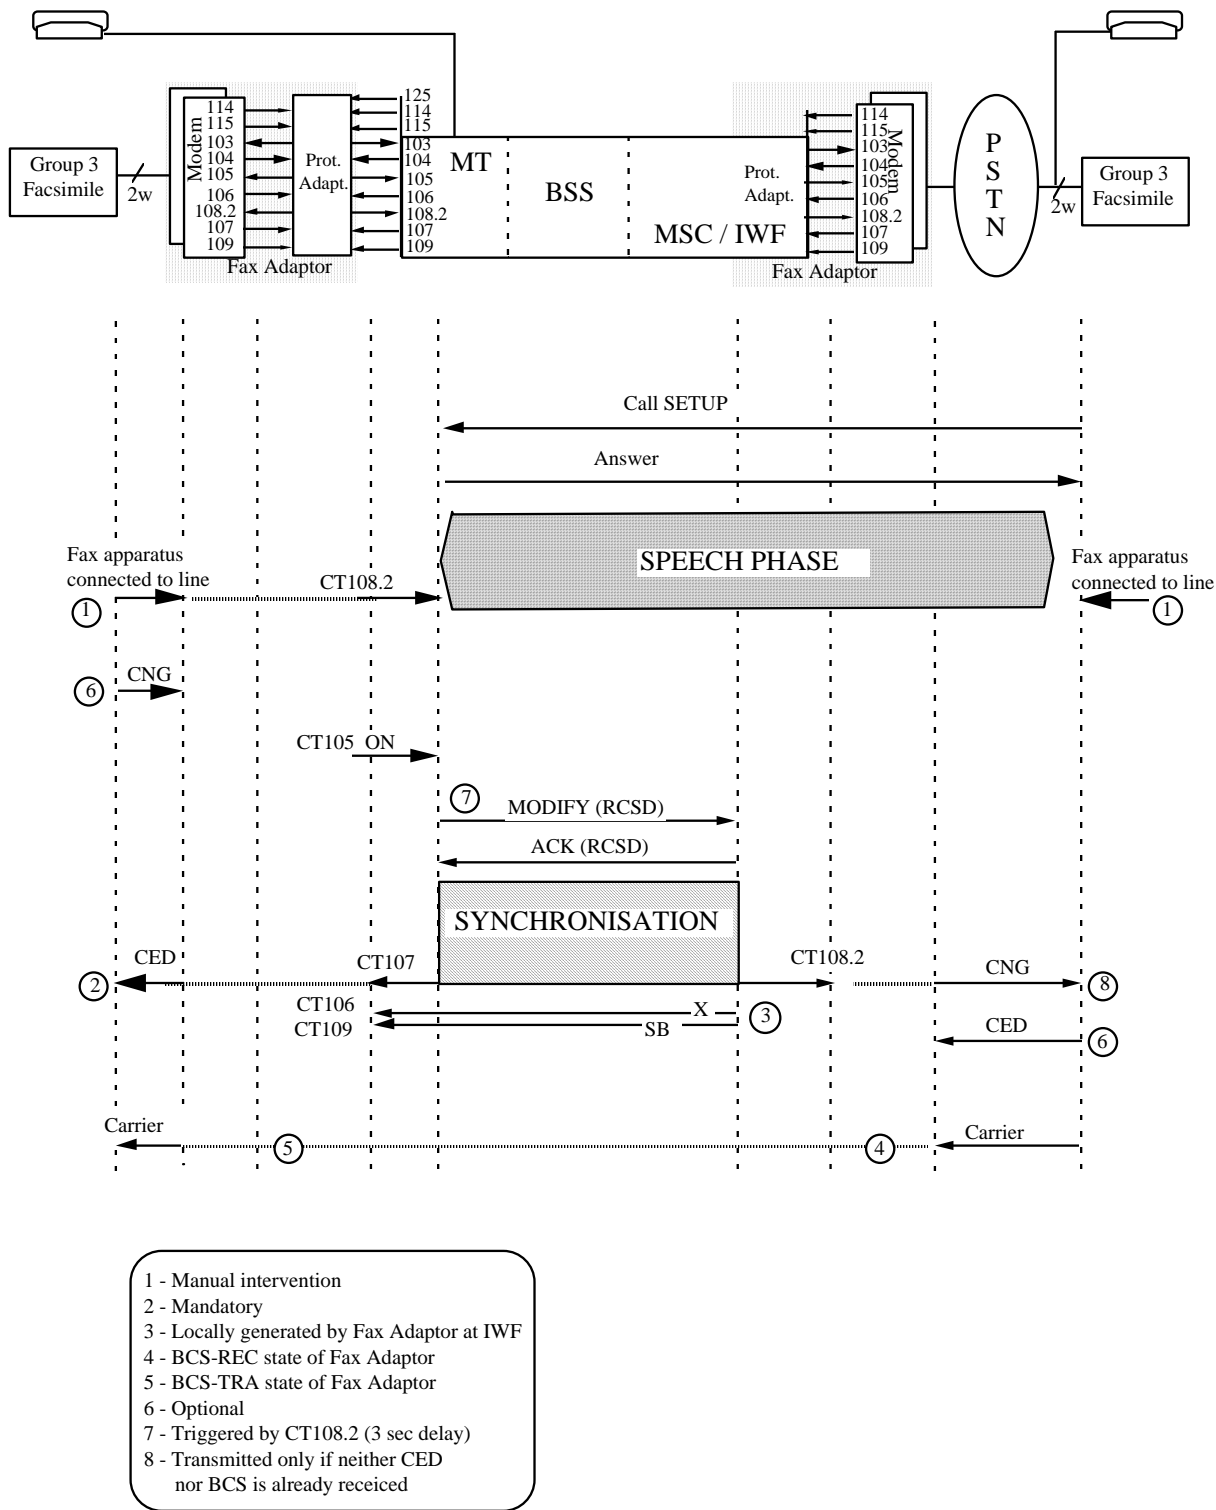 114
115
103
104
105
106
108.2
107
109
Modem
Group 3
Facsimile
2w
Prot.
Adapt.
Fax Adaptor
125
114
115
103
104
105
106
108.2
107
109
MT
BSS
MSC / IWF
Prot.
Adapt.
Fax Adaptor
114
115
103
104
105
106
108.2
107
109
Modem
P
S
T
N
2w
Group 3
Facsimile
Call SETUP
Answer
SPEECH PHASE
Fax apparatus
connected to line
1
CT108.2
Fax apparatus
connected to line
1
6
CNG
CT105 ON
7
MODIFY (RCSD)
ACK (RCSD)
SYNCHRONISATION
2
CED
CT107
CT108.2
CNG
8
CT106
X
3
CT109
SB
CED
6
Carrier
5
4
Carrier
1 - Manual intervention
2 - Mandatory
3 - Locally generated by Fax Adaptor at IWF
4 - BCS-REC state of Fax Adaptor
5 - BCS-TRA state of Fax Adaptor
6 - Optional
7 - Triggered by CT108.2 (3 sec delay)
8 - Transmitted only if neither CED
nor BCS is already receiced